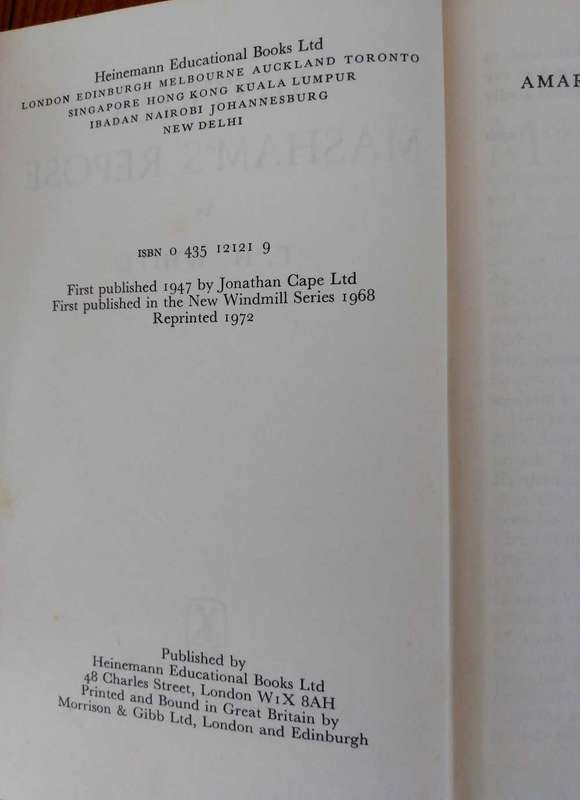 Heinemann Educational Books Ltd
LONDON EDINBURGH MELBOURNE AUCKLAND TORONTO
SINGAPORE HONG KONG KUALA LUMPUR
IBADAN NAIROBI JOHANNESBURG
NEW DELHI
ISBN 0 435 12121 9
First published 1947 by Jonathan Cape Ltd
First published in the New Windmill Series 1968
Reprinted 1972
Published by
Heinemann Educational Books Ltd
48 Charles Street, London W1X 8AH
Printed and Bound in Great Britain by
Morrison & Gibb Ltd, London and Edinburgh
AMAR